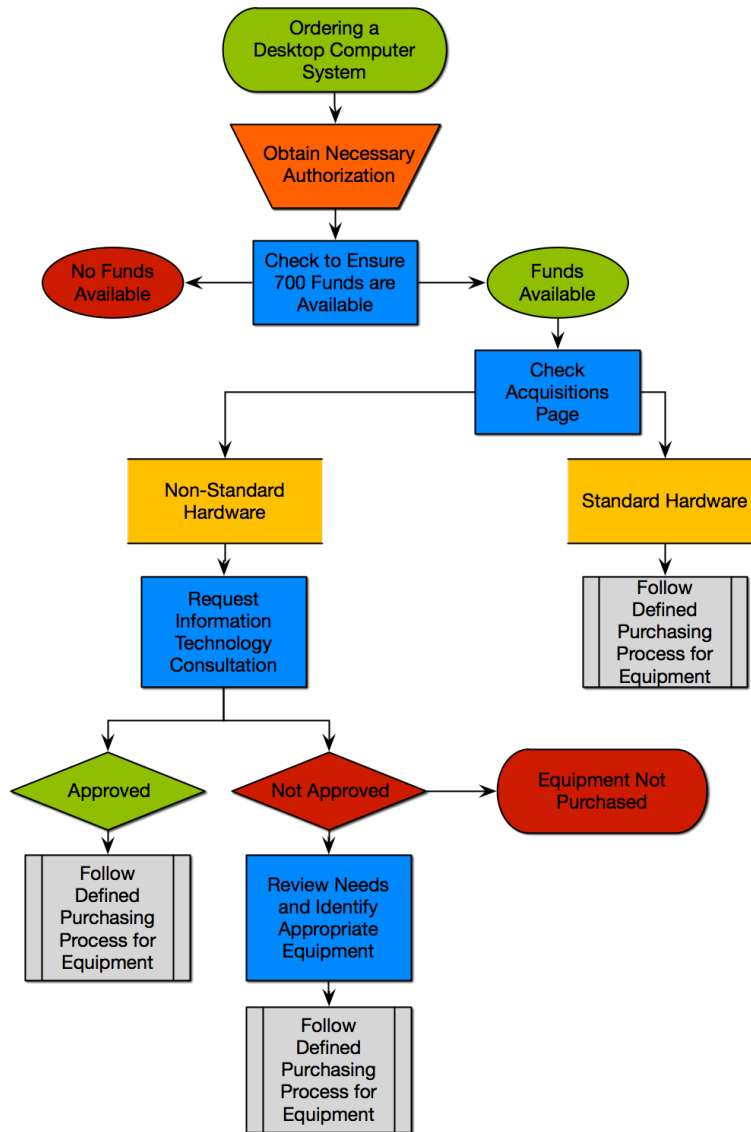 Ordering a
Desktop Computer
System
Obtain Necessary
Authorization
No Funds
Available
Check to Ensure
700 Funds are
Available
Funds
Available
Check
Acquisitions
Page
Non-Standard
Hardware
Standard Hardware
Request
Information
Technology
Consultation
Follow
Defined
Purchasing
Process for
Equipment
Approved
Not Approved
Equipment Not
Purchased
Follow
Defined
Purchasing
Process for
Equipment
Review Needs
and Identify
Appropriate
Equipment
Follow
Defined
Purchasing
Process for
Equipment